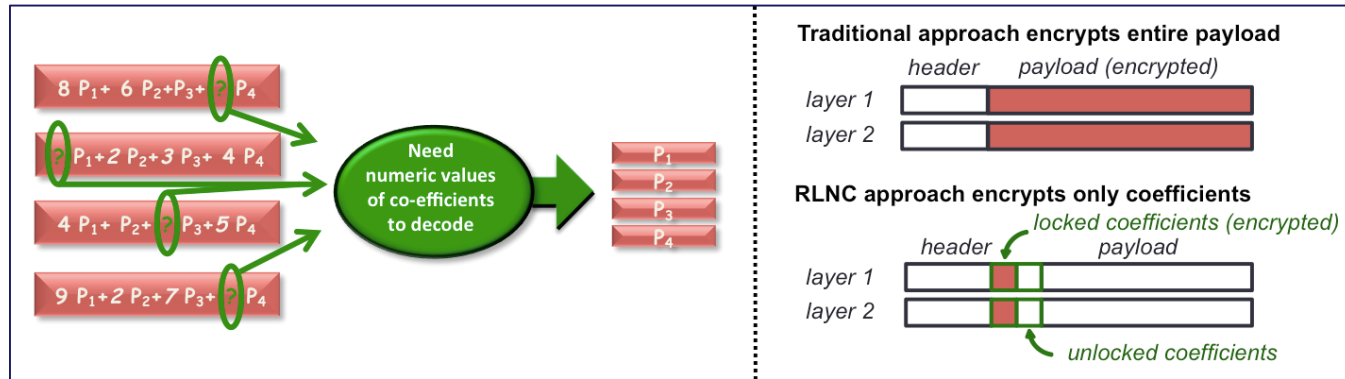 8 P₁+ 6 P₂+P₃+ ? P₄
? P₁+2 P₂+3 P₃+ 4 P₄
4 P₁+ P₂+ ? P₃+5 P₄
9 P₁+2 P₂+7 P₃+ ? P₄
Need
numeric values
of co-efficients
to decode
P₁
P₂
P₃
P₄
Traditional approach encrypts entire payload
header payload (encrypted)
layer 1
layer 2
RLNC approach encrypts only coefficients
locked coefficients (encrypted)
header payload
layer 1
layer 2
unlocked coefficients